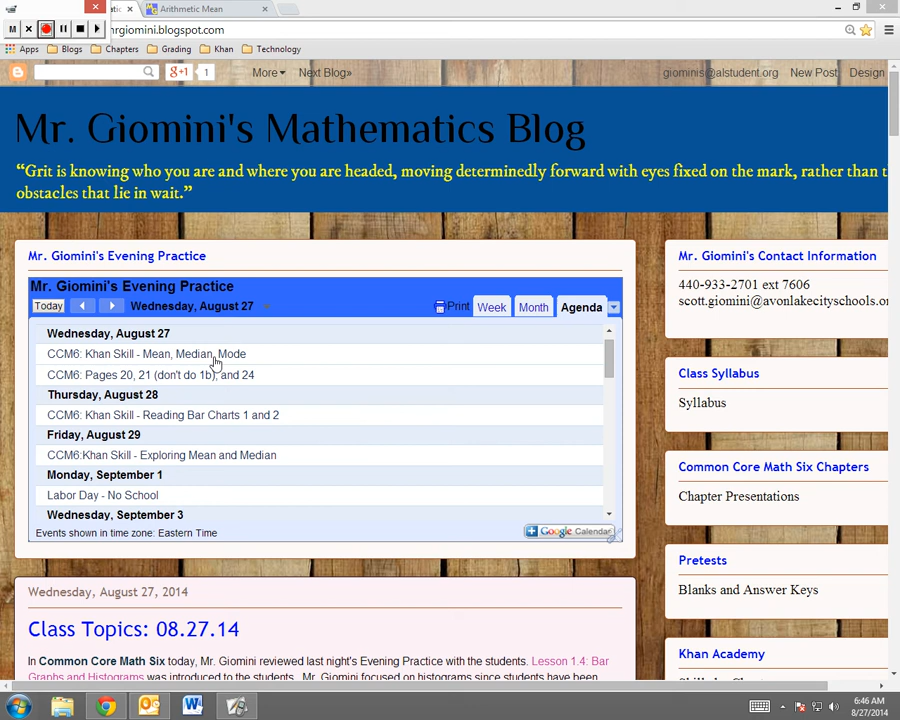 Arithmetic Mean
rgiomini.blogspot.com
Apps Blogs Chapters Grading Khan Technology
g+1 1 More Next Blog» giominis@alstudent.org New Post Design
Mr. Giomini's Mathematics Blog
“Grit is knowing who you are and where you are headed, moving determinedly forward with eyes fixed on the mark, rather than t
obstacles that lie in wait.”
Mr. Giomini's Evening Practice
Mr. Giomini's Evening Practice
Today Wednesday, August 27 Print Week Month Agenda
Wednesday, August 27
CCM6: Khan Skill - Mean, Median, Mode
CCM6: Pages 20, 21 (don't do 1b), and 24
Thursday, August 28
CCM6: Khan Skill - Reading Bar Charts 1 and 2
Friday, August 29
CCM6:Khan Skill - Exploring Mean and Median
Monday, September 1
Labor Day - No School
Wednesday, September 3
Events shown in time zone: Eastern Time
Google Calendar
Mr. Giomini's Contact Information
440-933-2701 ext 7606
scott.giomini@avonlakecityschools.or
Class Syllabus
Syllabus
Common Core Math Six Chapters
Chapter Presentations
Pretests
Blanks and Answer Keys
Khan Academy
Wednesday, August 27, 2014
Class Topics: 08.27.14
In Common Core Math Six today, Mr. Giomini reviewed last night's Evening Practice with the students. Lesson 1.4: Bar
Graphs and Histograms was introduced to the students. Mr. Giomini focused on histograms since students have been
6:46 AM
8/27/2014